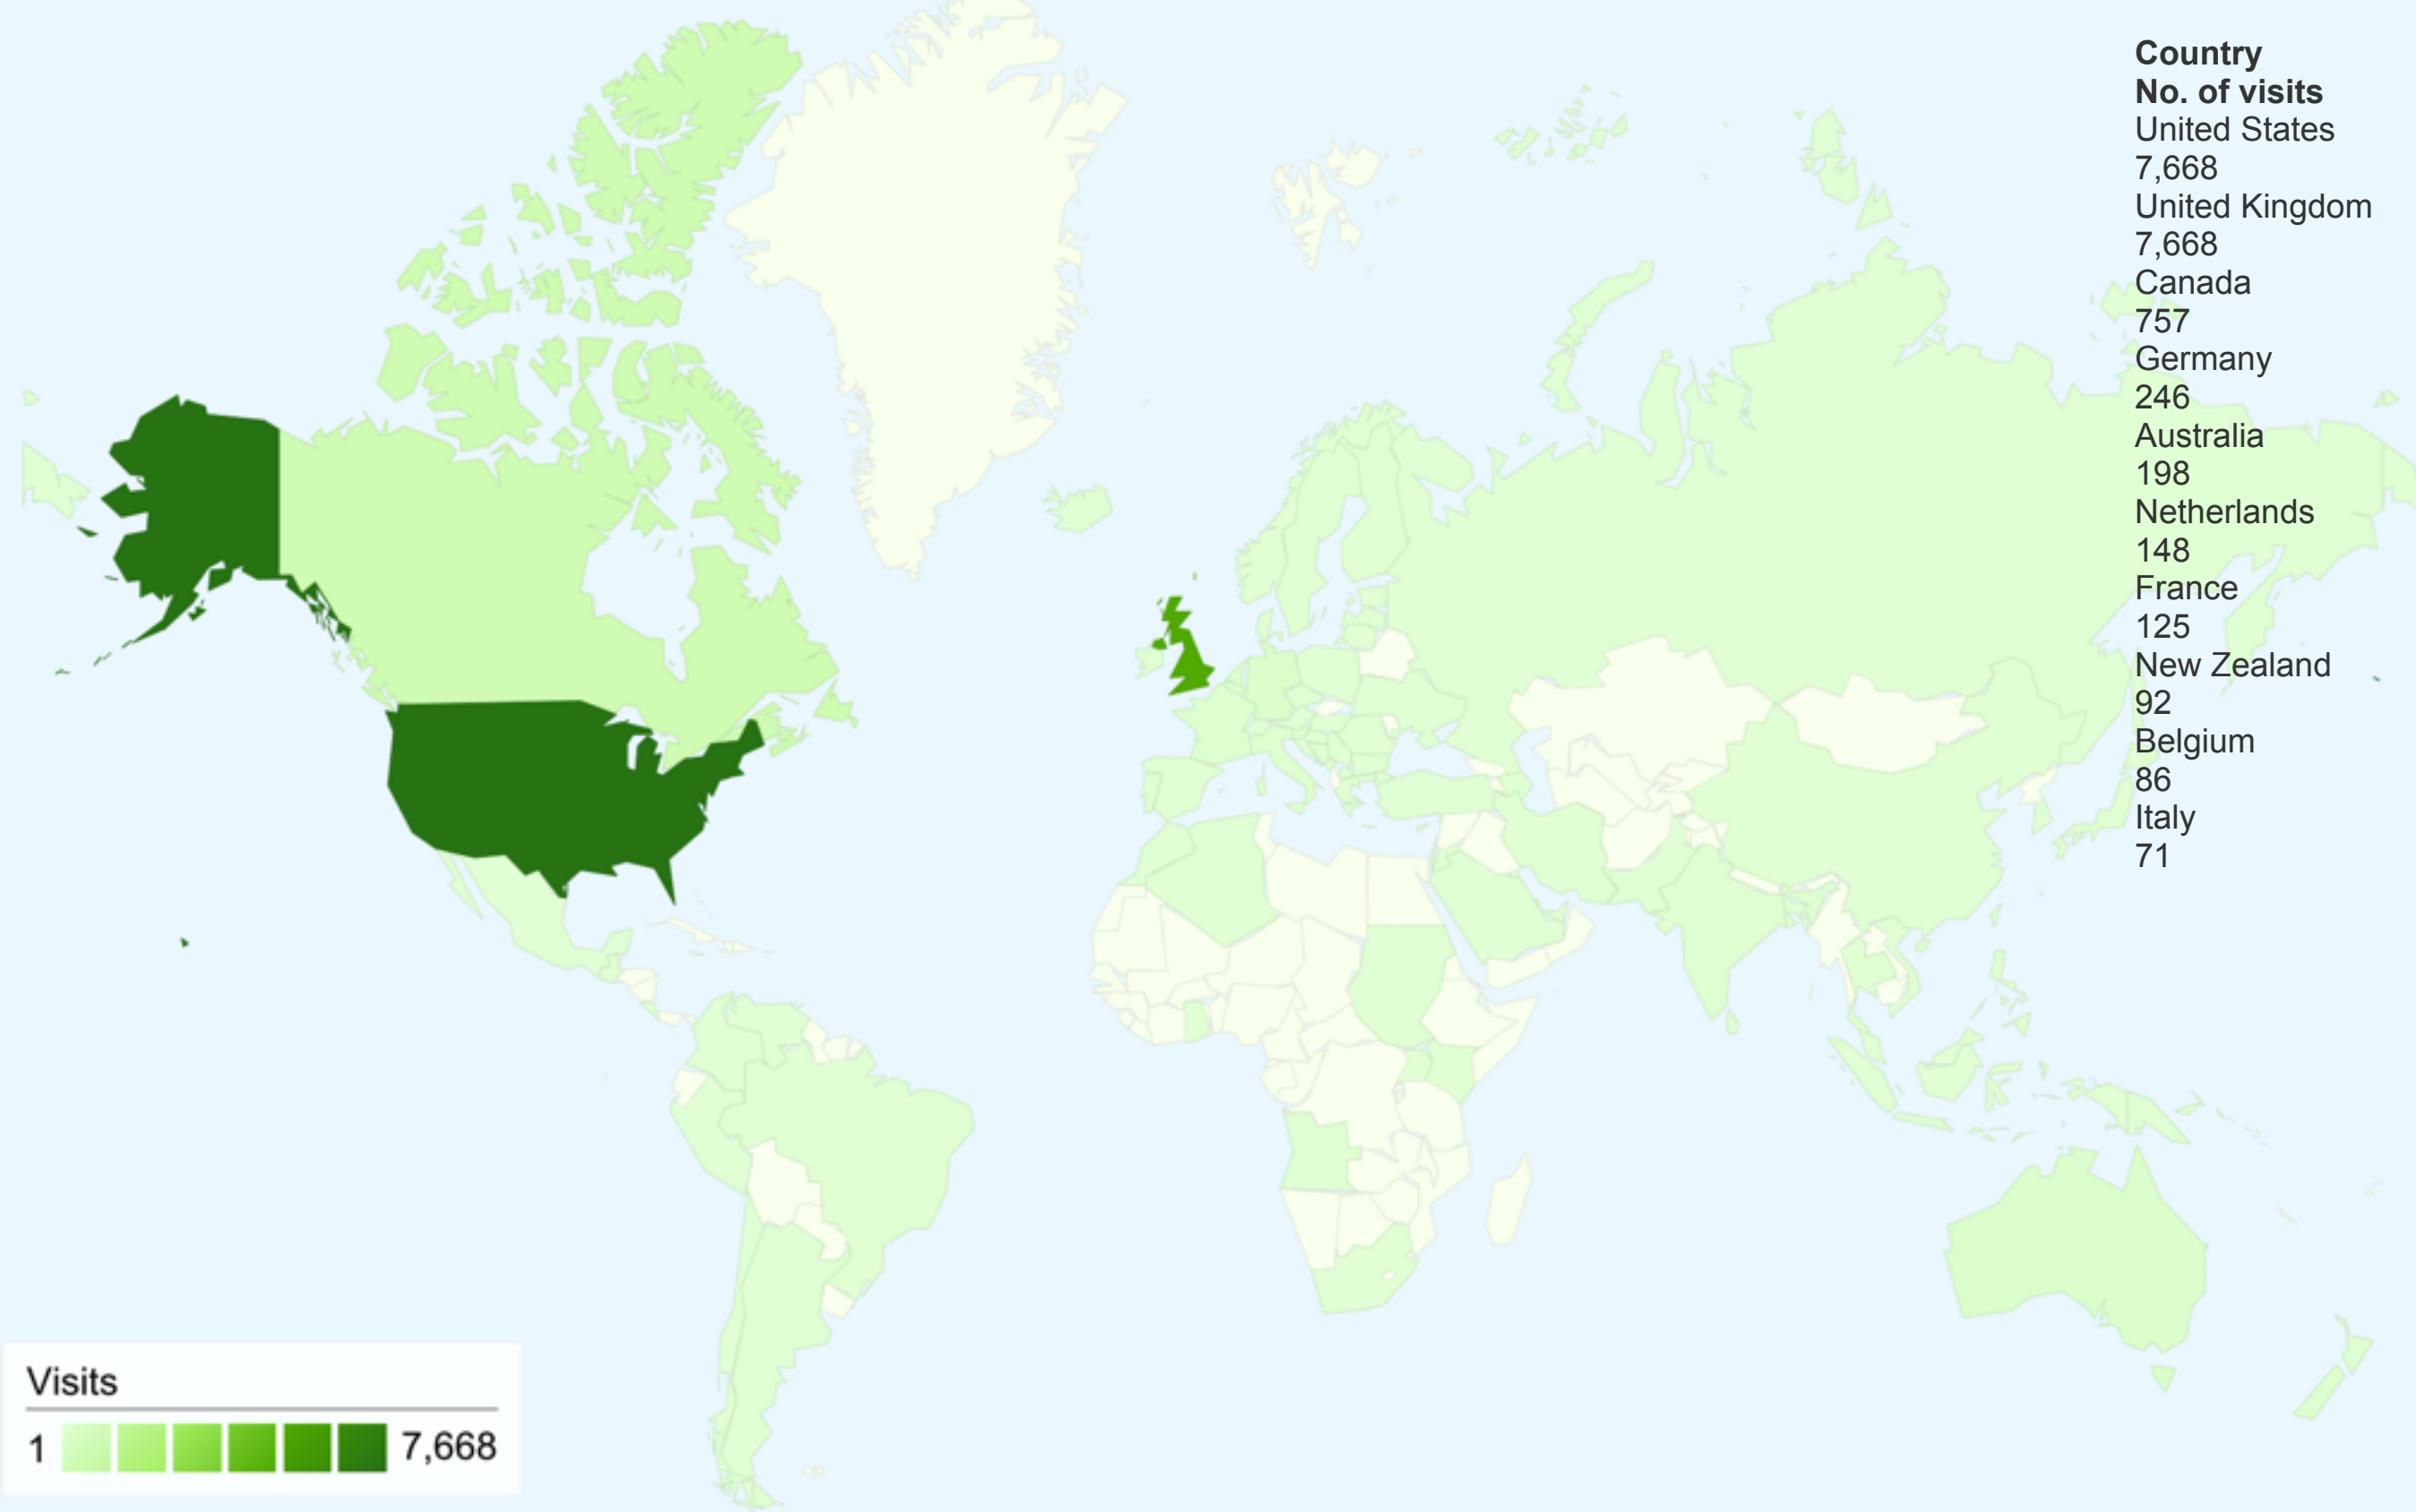 Country
No. of visits
United States
7,668
United Kingdom
7,668
Canada
757
Germany
246
Australia
198
Netherlands
148
France
125
New Zealand
92
Belgium
86
Italy
71
Visits
1 7,668